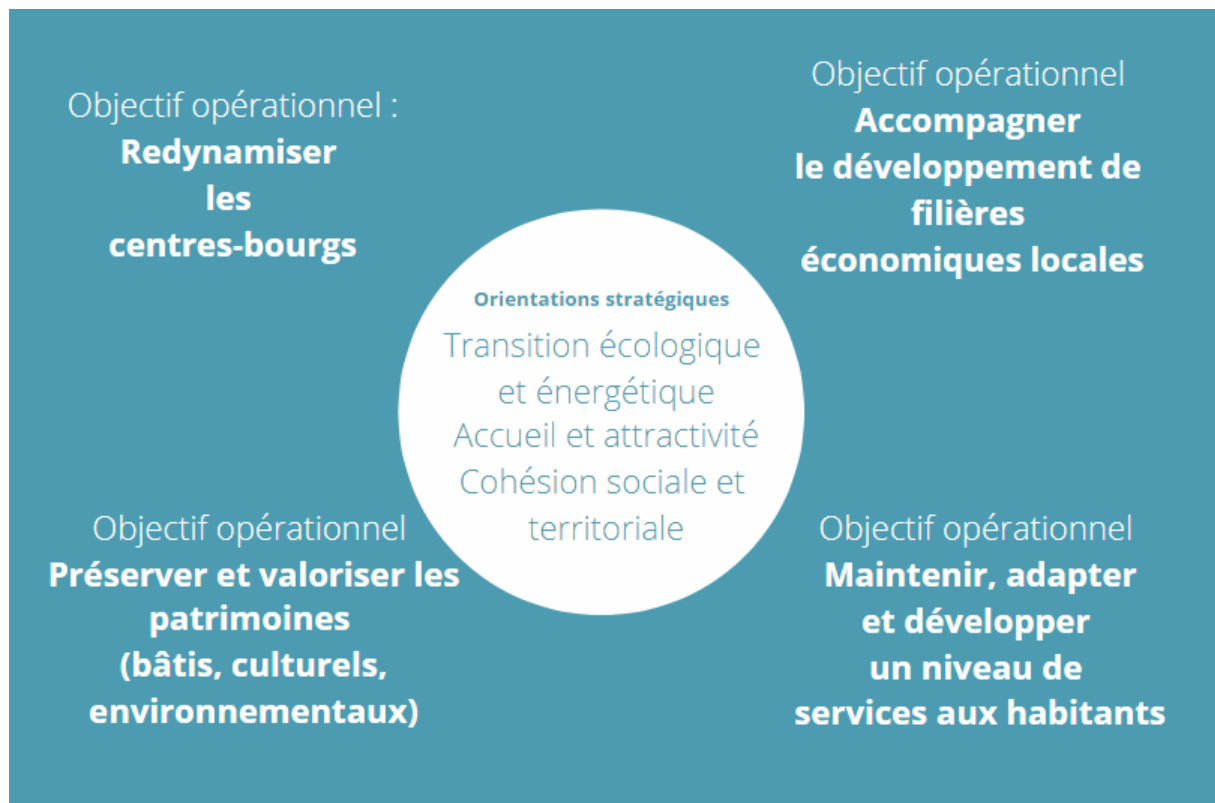 Objectif opérationnel :
Redynamiser
les
centres-bourgs
Objectif opérationnel
Accompagner
le développement de
filières
économiques locales
Orientations stratégiques
Transition écologique
et énergétique
Accueil et attractivité
Cohésion sociale et
territoriale
Objectif opérationnel
Préserver et valoriser les
patrimoines
(bâtis, culturels,
environnementaux)
Objectif opérationnel
Maintenir, adapter
et développer
un niveau de
services aux habitants